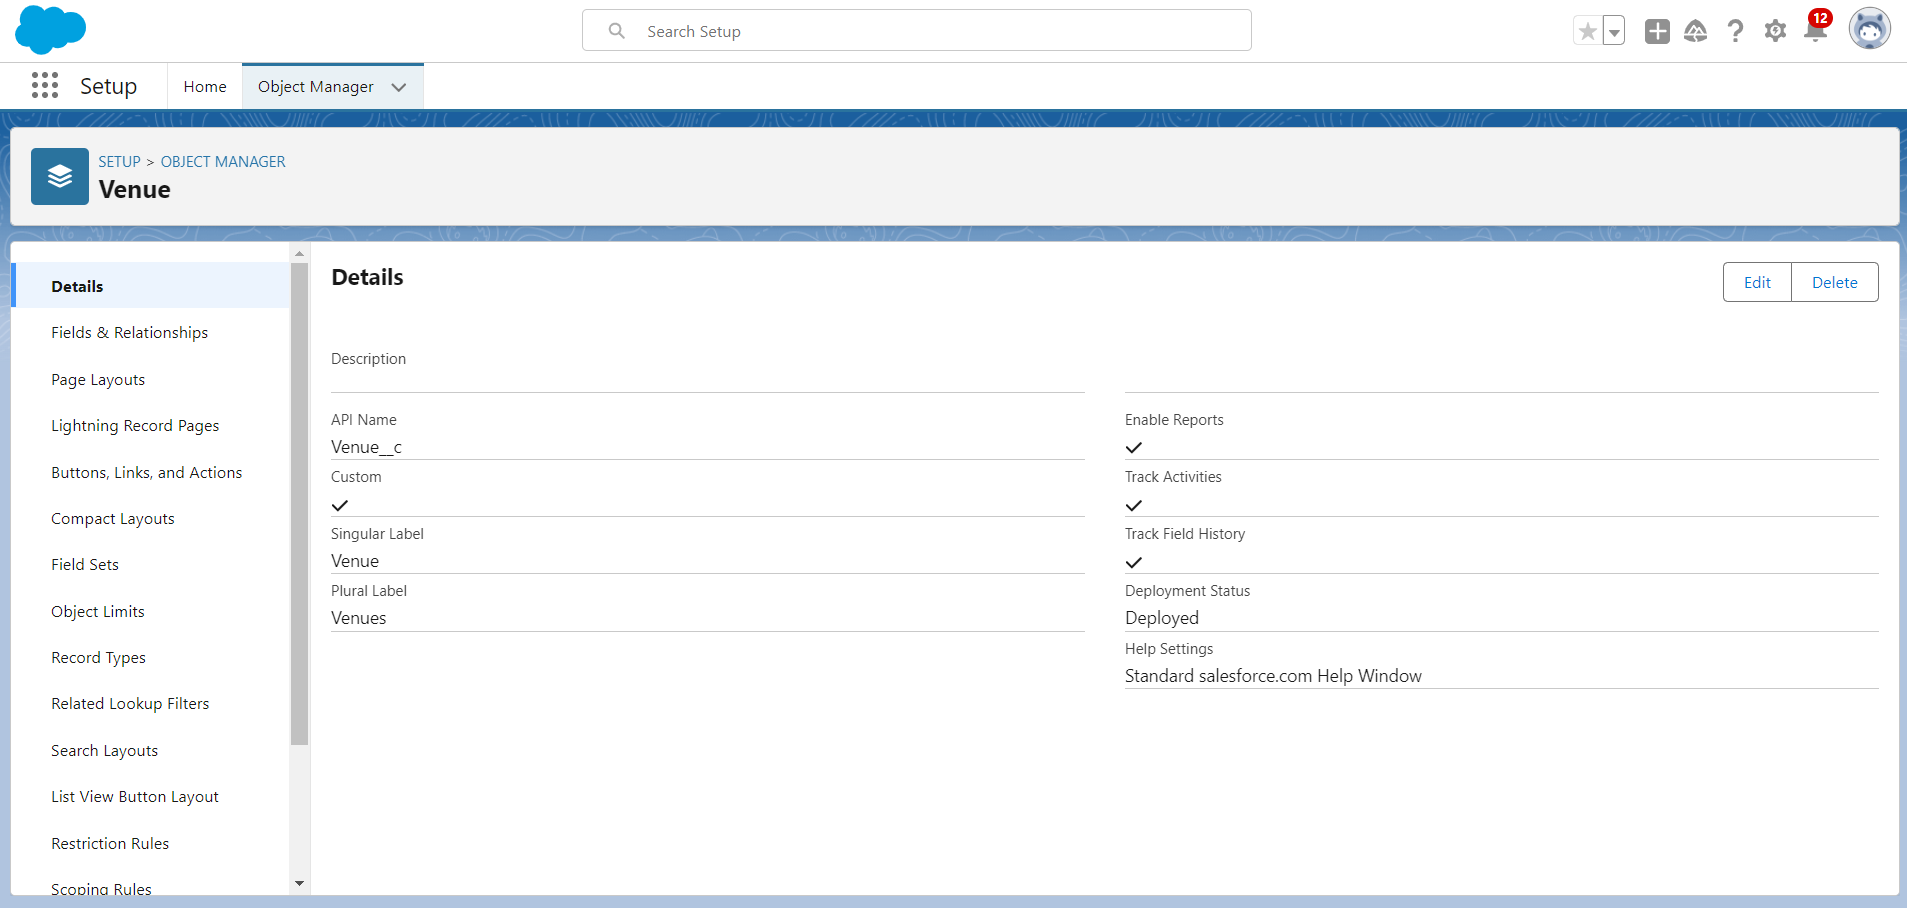 Search Setup
12
Setup
Home
Object Manager
SETUP > OBJECT MANAGER
Venue
Details
Fields & Relationships
Page Layouts
Lightning Record Pages
Buttons, Links, and Actions
Compact Layouts
Field Sets
Object Limits
Record Types
Related Lookup Filters
Search Layouts
List View Button Layout
Restriction Rules
Scoping Rules
Details
Edit
Delete
Description
API Name
Venue__c
Custom
Singular Label
Venue
Plural Label
Venues
Enable Reports
Track Activities
Track Field History
Deployment Status
Deployed
Help Settings
Standard salesforce.com Help Window